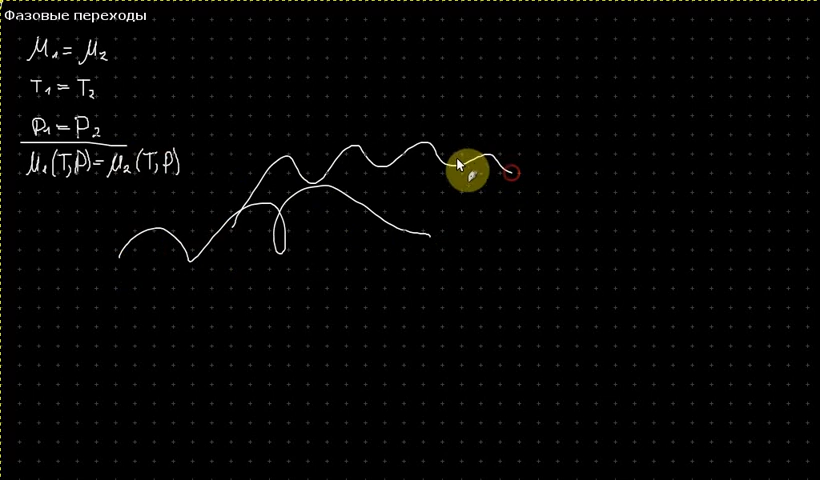 Фазовые переходы
μ₁ = μ₂
T₁ = T₂
P₁ = P₂
μ₁(T,P) = μ₂(T,P)